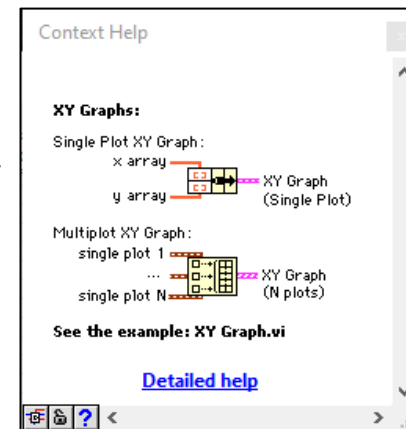 Context Help
XY Graphs:
Single Plot XY Graph:
x array
y array
XY Graph
(Single Plot)
Multiplot XY Graph:
single plot 1
...
single plot N
XY Graph
(N plots)
See the example: XY Graph.vi
Detailed help
?